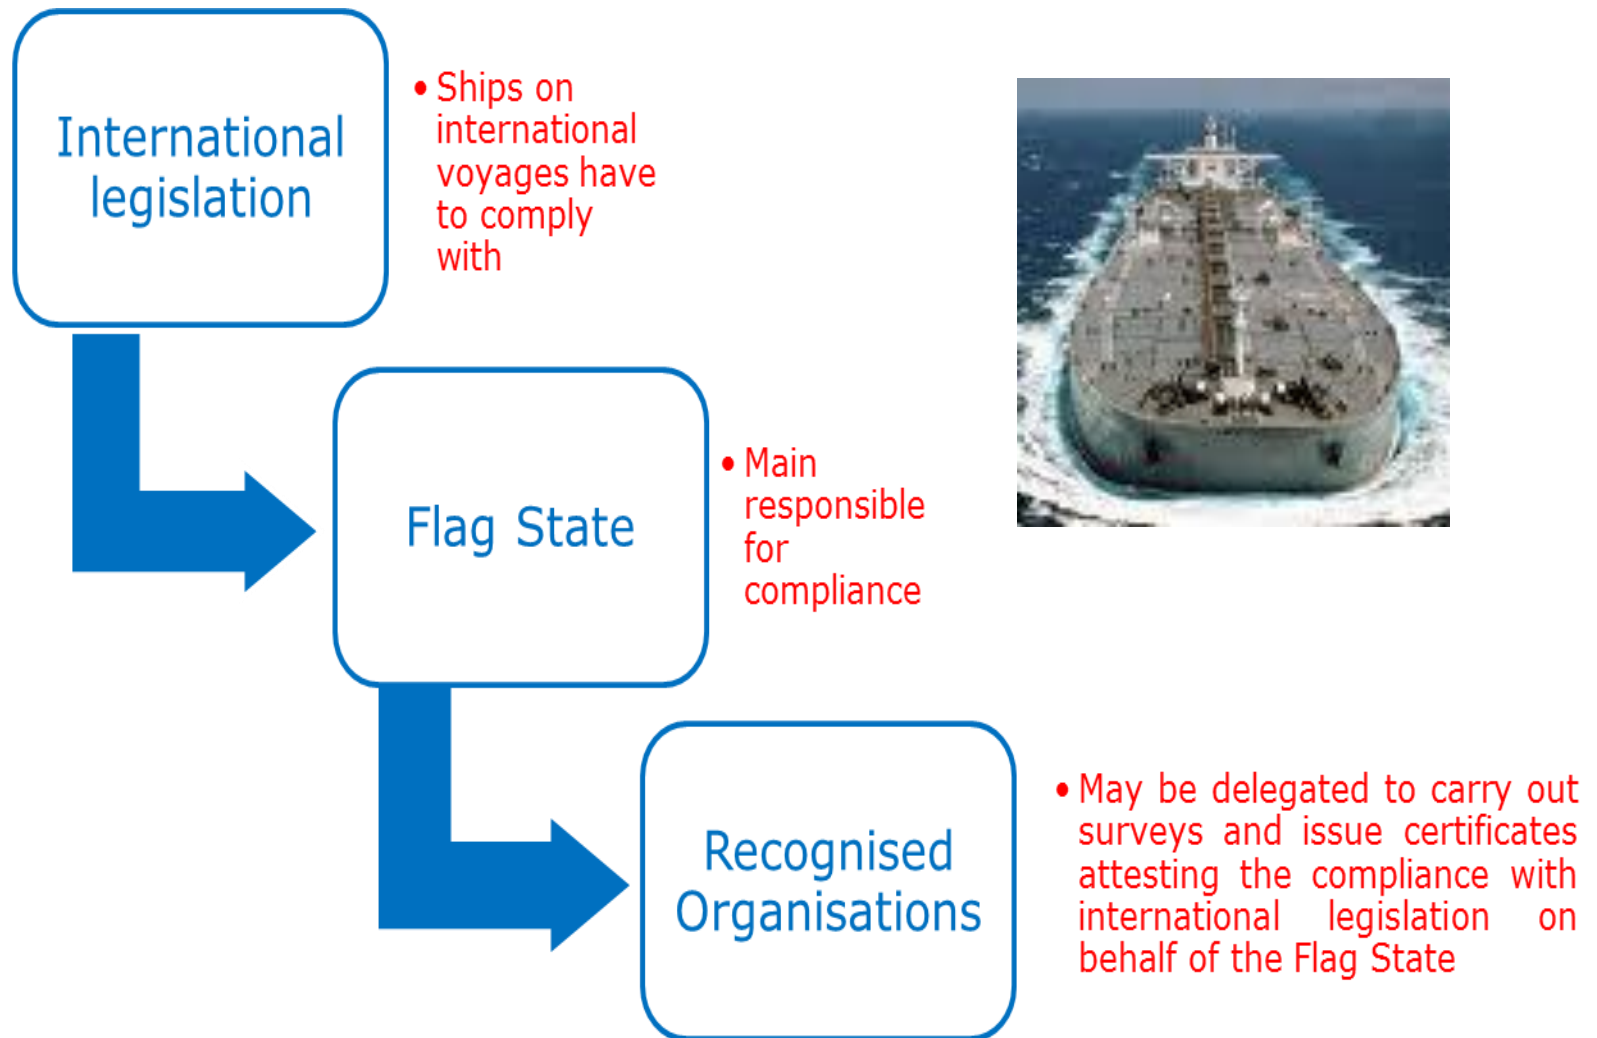 International
legislation
• Ships on
international
voyages have
to comply
with
Flag State
• Main
responsible
for
compliance
Recognised
Organisations
• May be delegated to carry out
surveys and issue certificates
attesting the compliance with
international legislation on
behalf of the Flag State